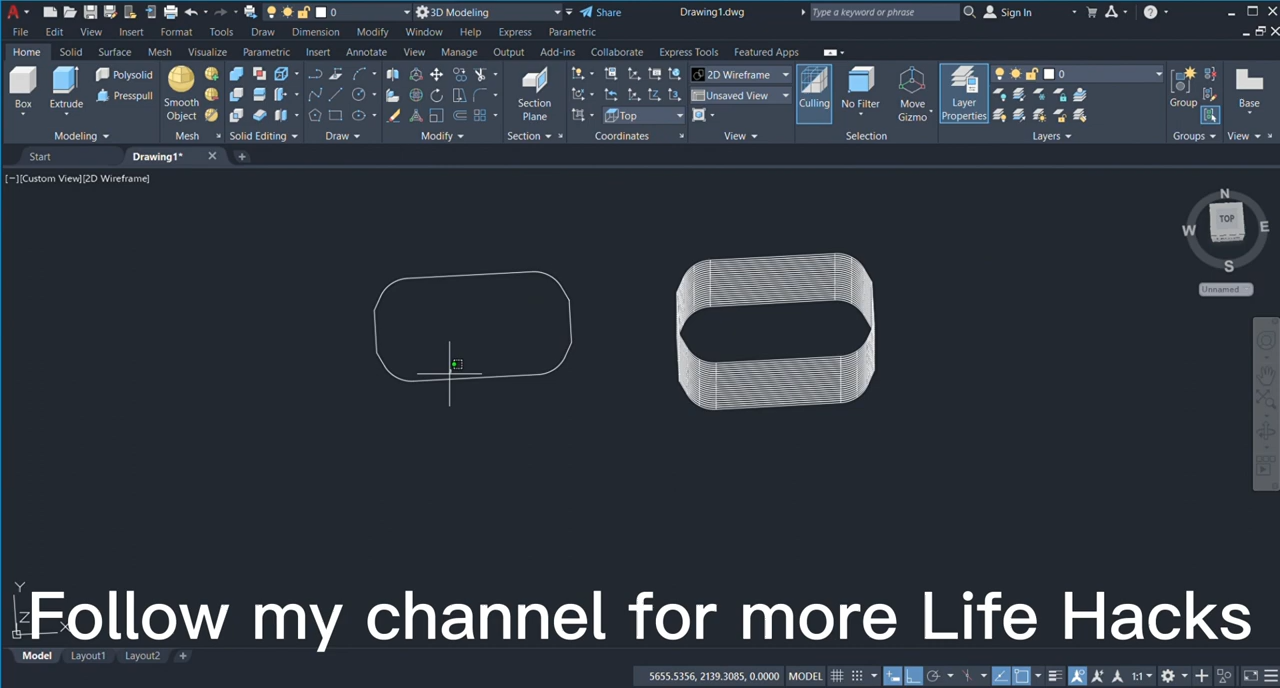 3D Modeling
Share
Drawing1.dwg
Type a keyword or phrase
Sign In
File Edit View Insert Format Tools Draw Dimension Modify Window Help Express Parametric
Home Solid Surface Mesh Visualize Parametric Insert Annotate View Manage Output Add-ins Collaborate Express Tools Featured Apps
Box
Extrude
Polysolid
Presspull
Smooth
Object
Section
Plane
Top
2D Wireframe
Unsaved View
Culling
No Filter
Move
Gizmo
Layer
Properties
0
Group
Base
Modeling Mesh Solid Editing Draw Modify Section Coordinates View Selection Layers Groups View
Start Drawing1*
[−][Custom View][2D Wireframe]
N
W TOP E
S
Unnamed
Y
Z
X
Follow my channel for more Life Hacks
Model Layout1 Layout2
5655.5356, 2139.3085, 0.0000 MODEL 1:1